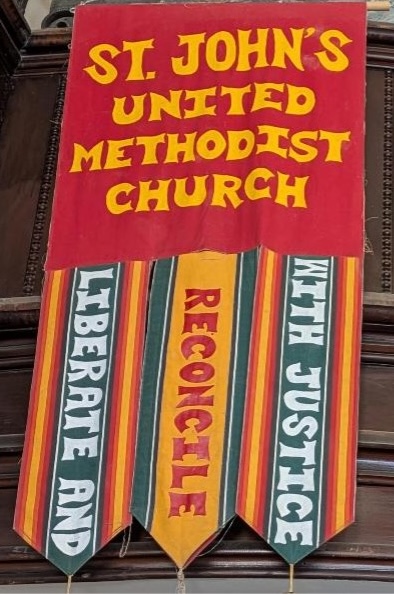 ST. JOHN'S
UNITED
METHODIST
CHURCH
LIBERATE AND
RECONCILE
WITH JUSTICE